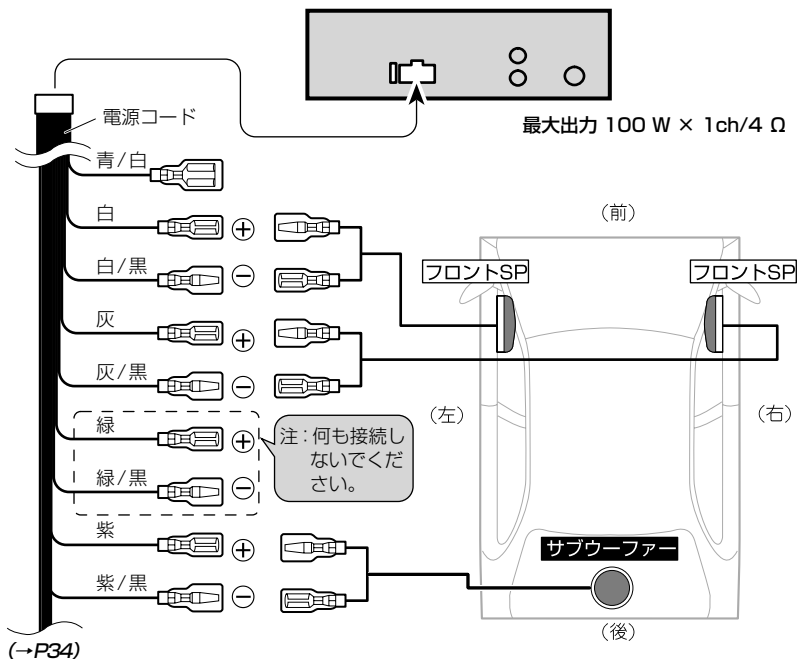 最大出力 100 W × 1ch/4 Ω
電源コード
青/白
白
⊕
(前)
フロントSP
フロントSP
白/黒
⊖
灰
⊕
灰/黒
⊖
(左)
(右)
緑
⊕
注：何も接続し
ないでくだ
さい。
緑/黒
⊖
紫
⊕
サブウーファー
紫/黒
⊖
(後)
(→P34)